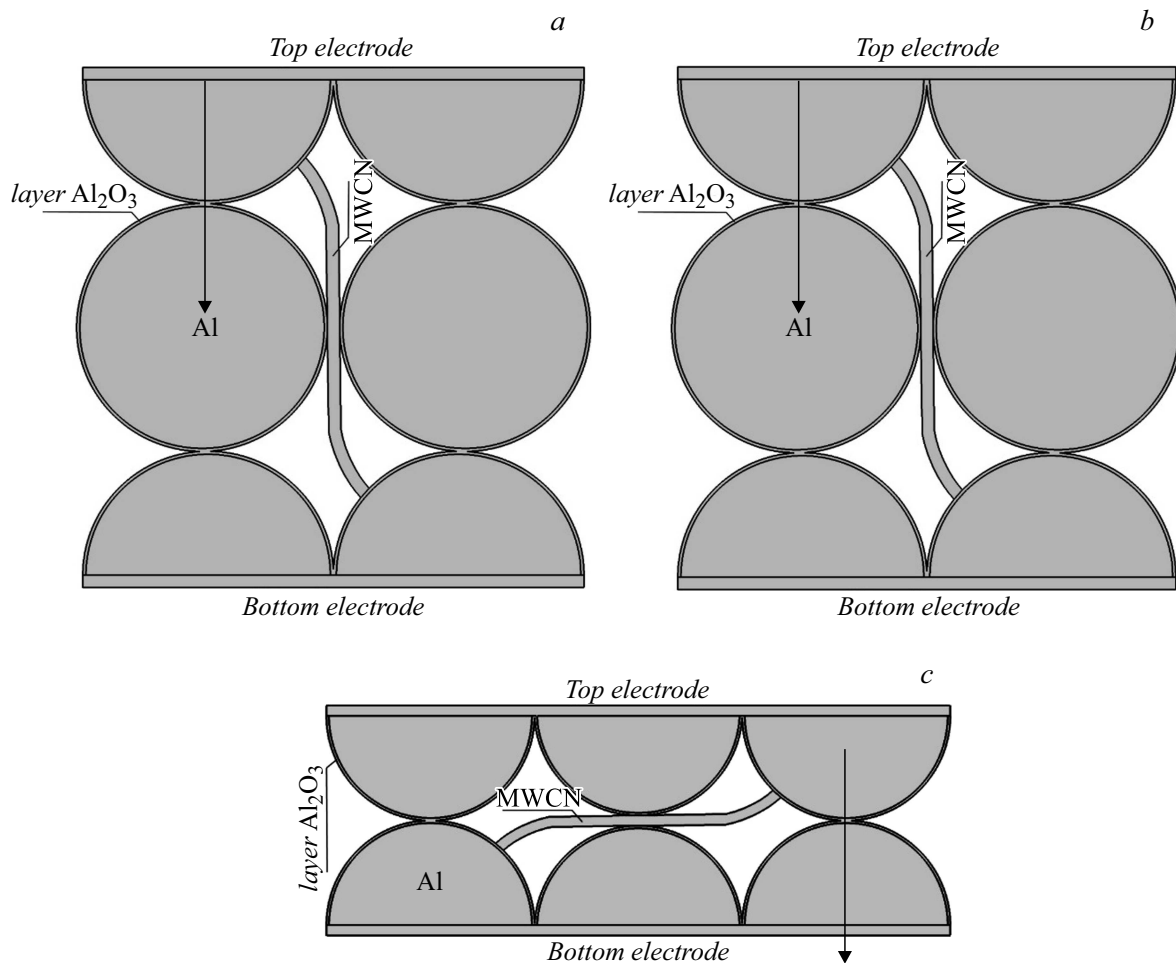 a
Top electrode
layer Al₂O₃
MWCN
Al
Bottom electrode
b
Top electrode
layer Al₂O₃
MWCN
Al
Bottom electrode
c
Top electrode
layer Al₂O₃
MWCN
Al
Bottom electrode